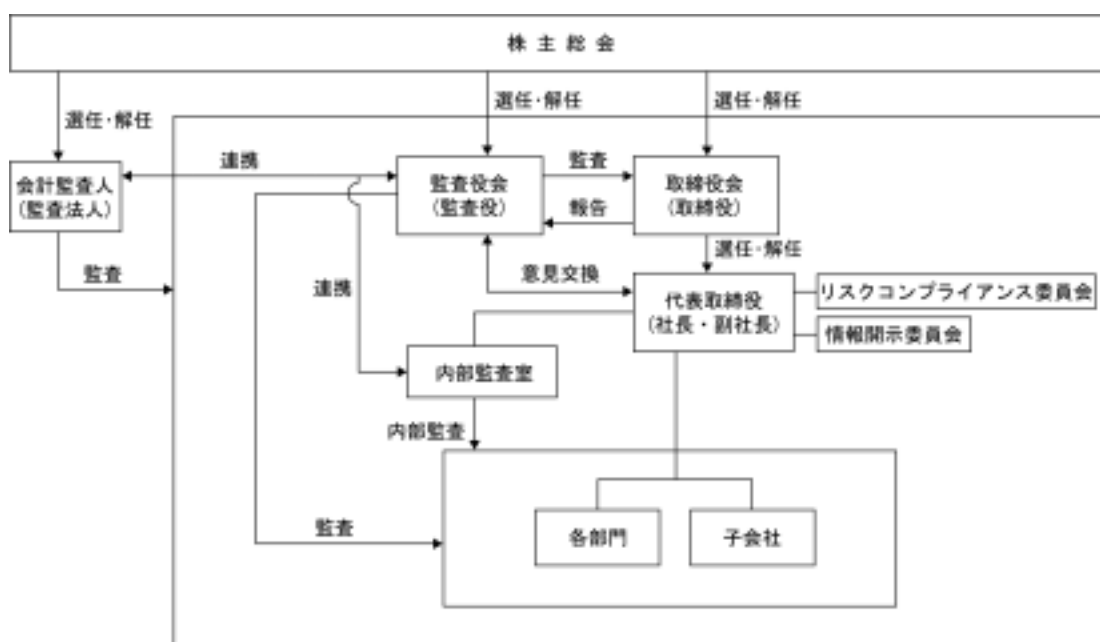 株主総会
選任・解任
選任・解任
選任・解任
会計監査人
(監査法人)
連携
監査役会
(監査役)
監査
報告
取締役会
(取締役)
選任・解任
監査
連携
意見交換
代表取締役
(社長・副社長)
リスクコンプライアンス委員会
情報開示委員会
内部監査室
内部監査
監査
各部門
子会社